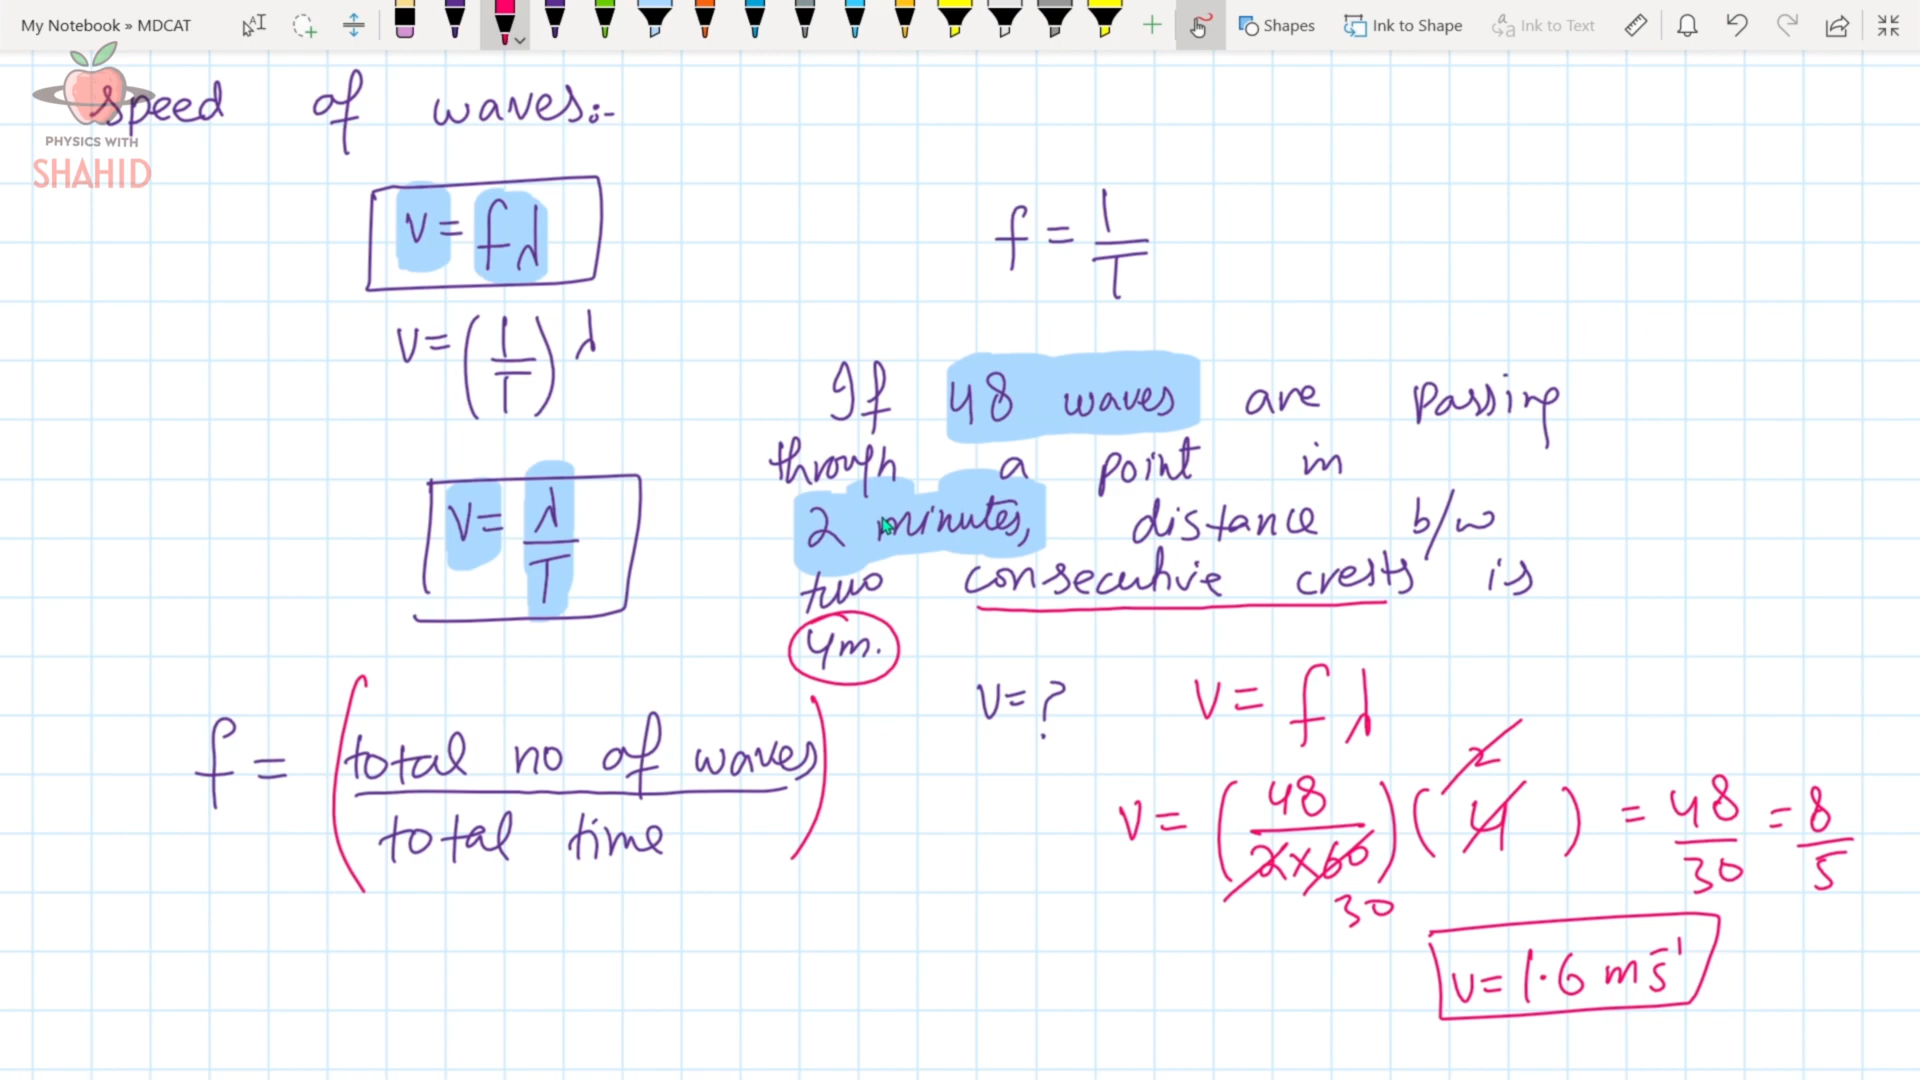 My Notebook » MDCAT
Shapes
Ink to Shape
Ink to Text
speed of waves:-
PHYSICS WITH
SHAHID
v = fλ
f = 1/T
v = (1/T) λ
If 48 waves are passing
through a point in
2 minutes, distance b/w
two consecutive crests is
4m.
v = λ/T
v = ? v = fλ
f = (total no of waves / total time)
v = (48 / 2×60) (4) = 48/30 = 8/5
2
30
v = 1.6 ms⁻¹